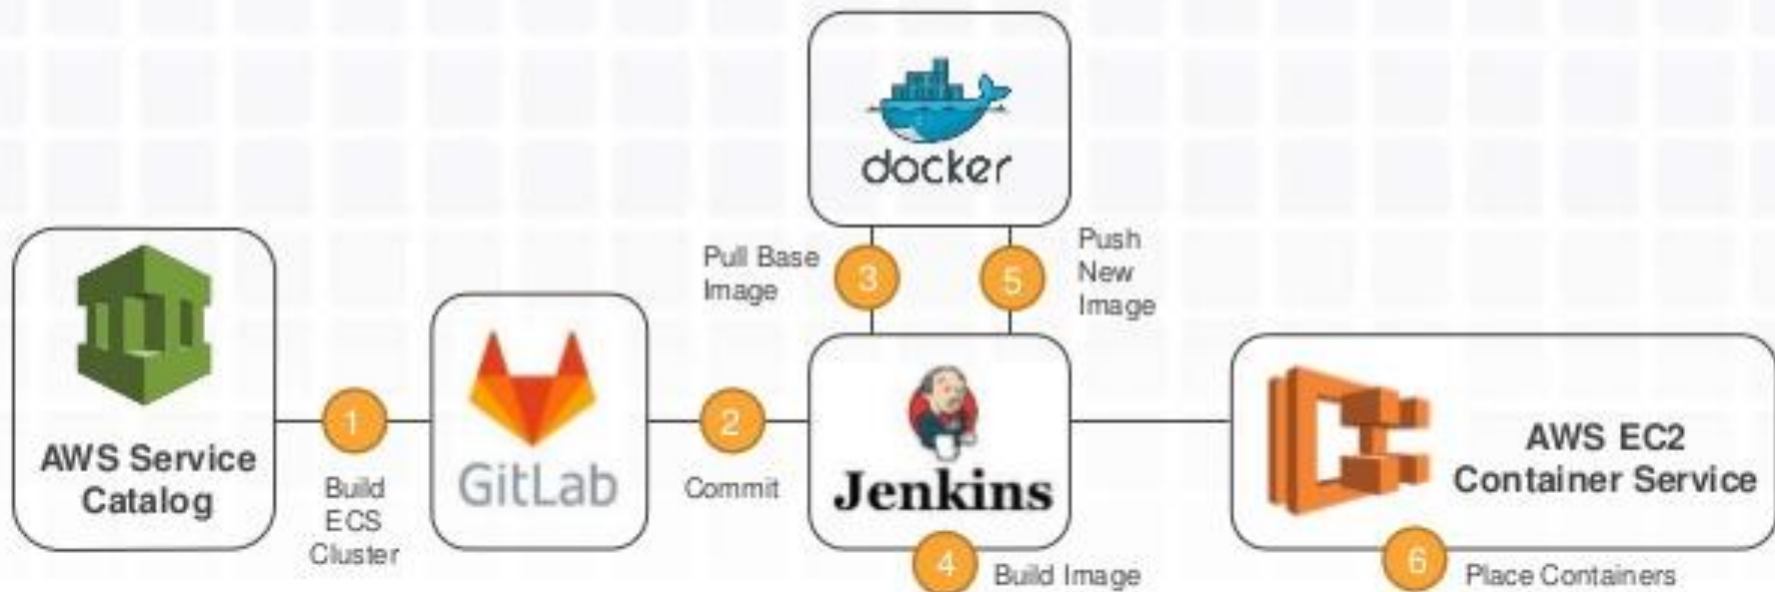 docker
Pull Base
Image
3
5
Push
New
Image
AWS Service
Catalog
1
Build
ECS
Cluster
GitLab
2
Commit
Jenkins
4
Build Image
AWS EC2
Container Service
6
Place Containers